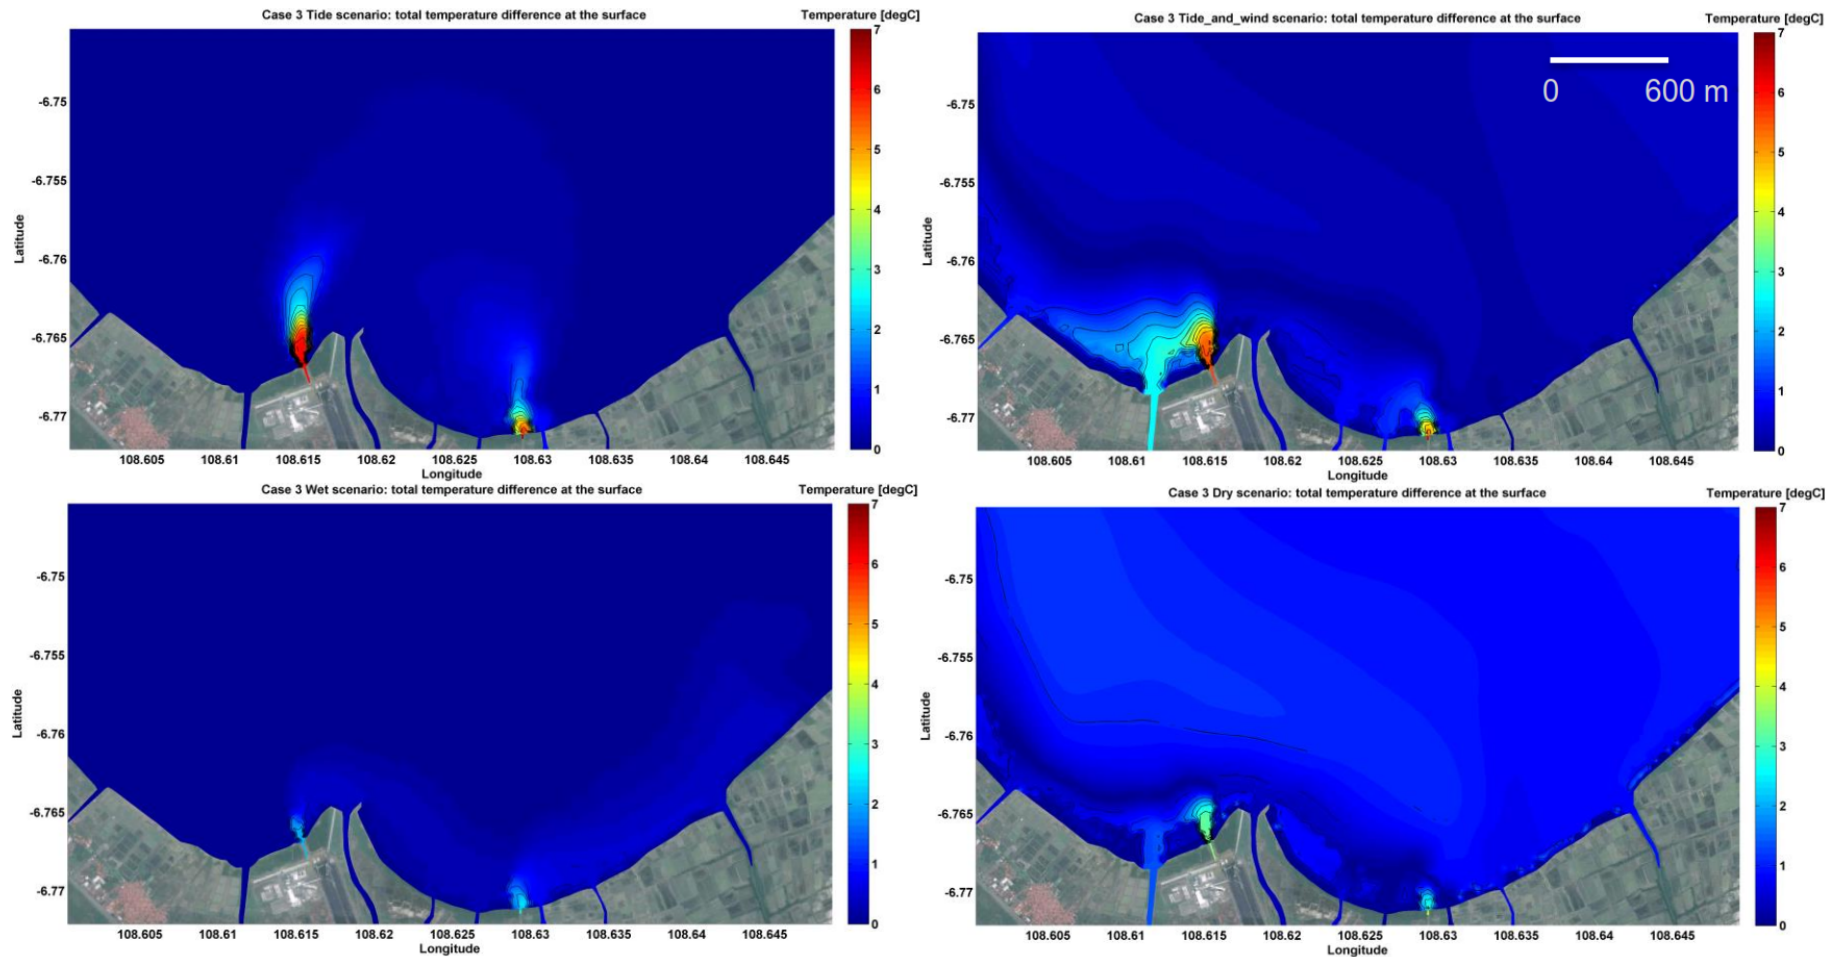 Case 3 Tide scenario: total temperature difference at the surface
Temperature [degC]
7
6
5
4
3
2
1
0
-6.75
-6.755
-6.76
-6.765
-6.77
Latitude
108.605 108.61 108.615 108.62 108.625 108.63 108.635 108.64 108.645
Longitude
Case 3 Tide_and_wind scenario: total temperature difference at the surface
Temperature [degC]
0 600 m
7
6
5
4
3
2
1
0
-6.75
-6.755
-6.76
-6.765
-6.77
Latitude
108.605 108.61 108.615 108.62 108.625 108.63 108.635 108.64 108.645
Longitude
Case 3 Wet scenario: total temperature difference at the surface
Temperature [degC]
7
6
5
4
3
2
1
0
-6.75
-6.755
-6.76
-6.765
-6.77
Latitude
108.605 108.61 108.615 108.62 108.625 108.63 108.635 108.64 108.645
Longitude
Case 3 Dry scenario: total temperature difference at the surface
Temperature [degC]
7
6
5
4
3
2
1
0
-6.75
-6.755
-6.76
-6.765
-6.77
Latitude
108.605 108.61 108.615 108.62 108.625 108.63 108.635 108.64 108.645
Longitude